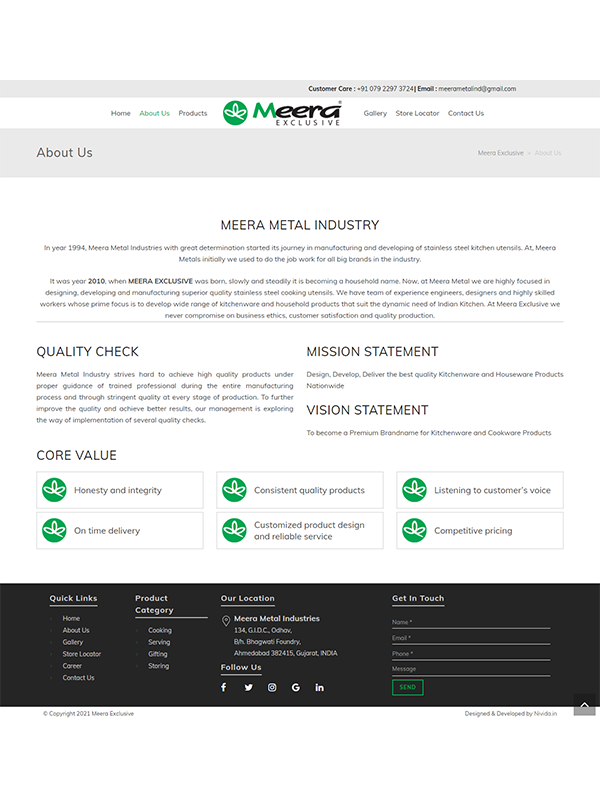 Customer Care : +91 079 2297 3724 | Email : meerametalind@gmail.com
Home About Us Products Meera® EXCLUSIVE Gallery Store Locator Contact Us
About Us
Meera Exclusive » About Us
MEERA METAL INDUSTRY
In year 1994, Meera Metal Industries with great determination started its journey in manufacturing and developing of stainless steel kitchen utensils. At, Meera
Metals initially we used to do the job work for all big brands in the industry.
It was year 2010, when MEERA EXCLUSIVE was born, slowly and steadily it is becoming a household name. Now, at Meera Metal we are highly focused in
designing, developing and manufacturing superior quality stainless steel cooking utensils. We have team of experience engineers, designers and highly skilled
workers whose prime focus is to develop wide range of kitchenware and household products that suit the dynamic need of Indian Kitchen. At Meera Exclusive we
never compromise on business ethics, customer satisfaction and quality production.
QUALITY CHECK
Meera Metal Industry strives hard to achieve high quality products under
proper guidance of trained professional during the entire manufacturing
process and through stringent quality at every stage of production. To further
improve the quality and achieve better results, our management is exploring
the way of implementation of several quality checks.
MISSION STATEMENT
Design, Develop, Deliver the best quality Kitchenware and Houseware Products
Nationwide
VISION STATEMENT
To become a Premium Brandname for Kitchenware and Cookware Products
CORE VALUE
Honesty and integrity
Consistent quality products
Listening to customer's voice
On time delivery
Customized product design
and reliable service
Competitive pricing
Quick Links
Home
About Us
Gallery
Store Locator
Career
Contact Us
Product
Category
Cooking
Serving
Gifting
Storing
Our Location
Meera Metal Industries
134, G.I.D.C., Odhav,
B/h. Bhagwati Foundry,
Ahmedabad 382415, Gujarat, INDIA
Follow Us
Get In Touch
Name *
Email *
Phone *
Message
SEND
© Copyright 2021 Meera Exclusive
Designed & Developed by Nivida.in